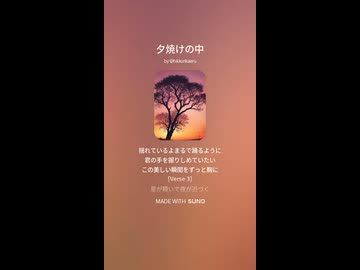 夕焼けの中
揺れているよまるで踊るように
君の手を握りしめていたい
この美しい瞬間をずっと胸に
[Verse 3]
星が瞬いて夜が近づく
MADE WITH SUNO